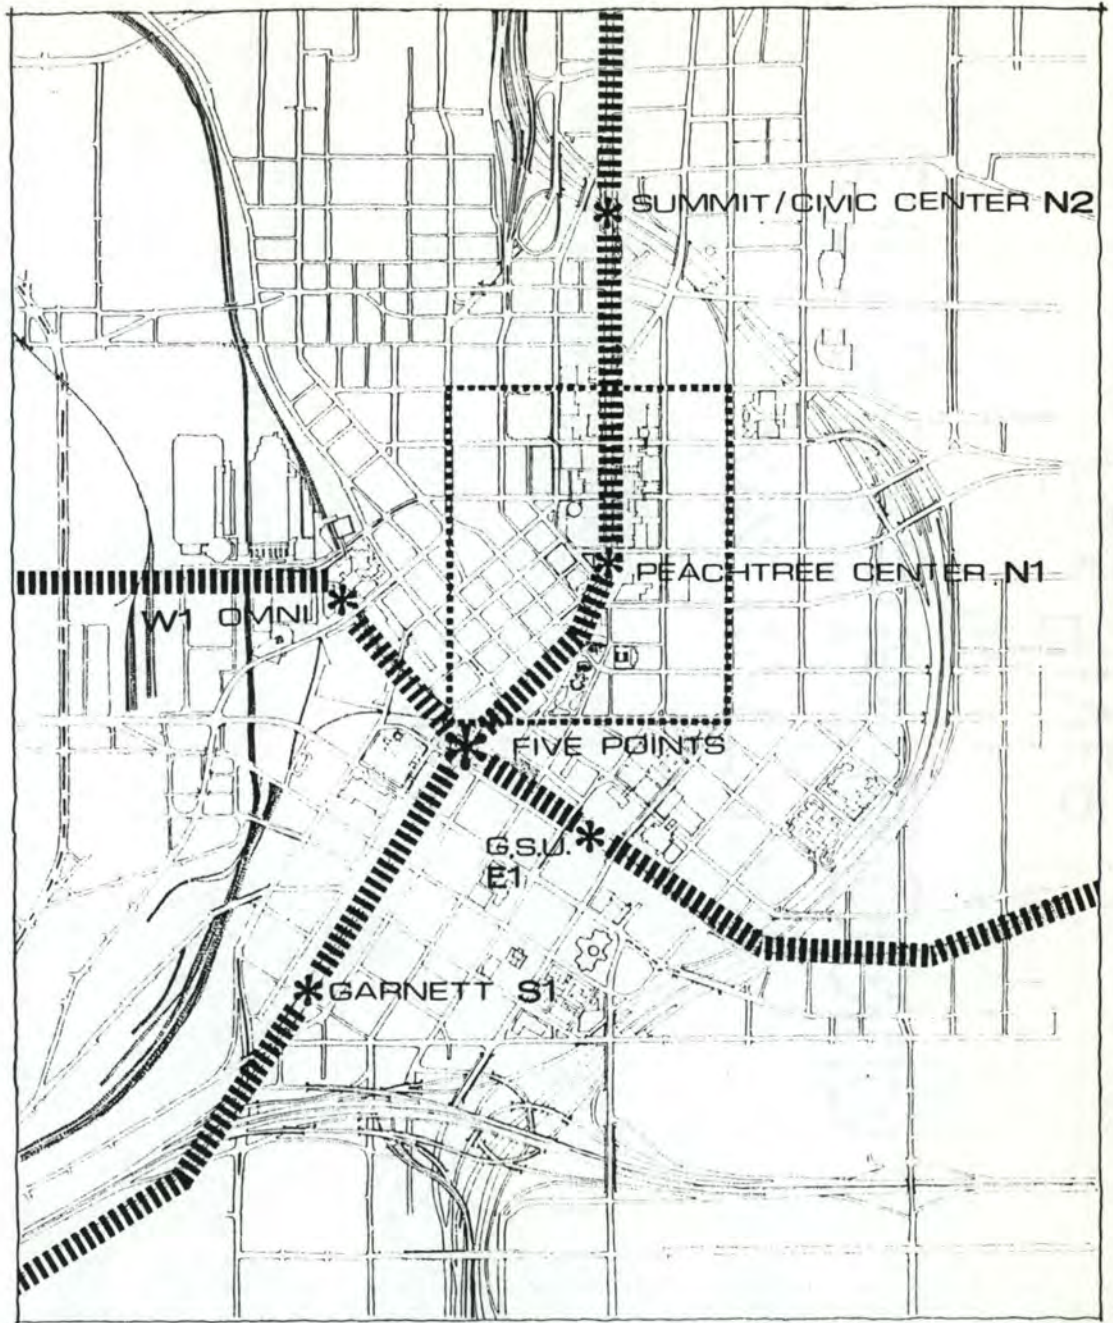 SUMMIT/CIVIC CENTER N2
PEACHTREE CENTER N1
W1 OMNI
FIVE POINTS
G.S.U.
E1
GARNETT S1